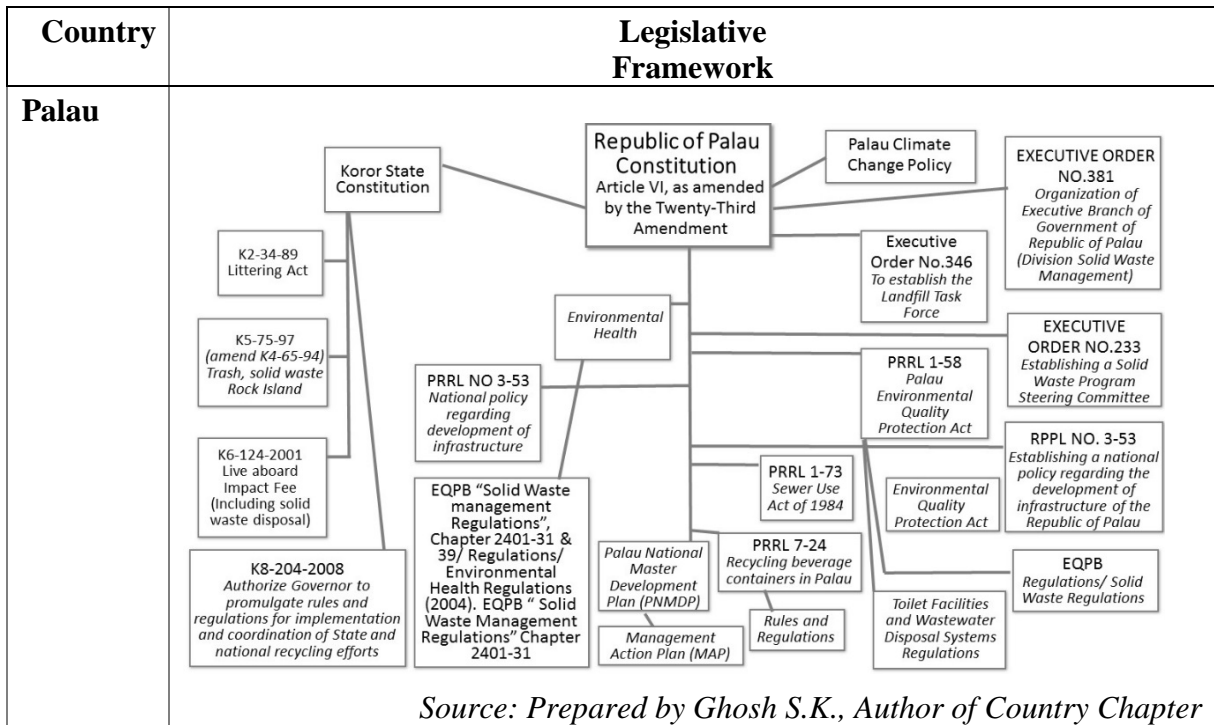 Country
Legislative
Framework
Palau
Republic of Palau
Constitution
Article VI, as amended
by the Twenty-Third
Amendment
Koror State
Constitution
Palau Climate
Change Policy
EXECUTIVE ORDER
NO.381
Organization of
Executive Branch of
Government of
Republic of Palau
(Division Solid Waste
Management)
K2-34-89
Littering Act
Executive
Order No.346
To establish the
Landfill Task
Force
Environmental
Health
K5-75-97
(amend K4-65-94)
Trash, solid waste
Rock Island
EXECUTIVE
ORDER NO.233
Establishing a Solid
Waste Program
Steering Committee
PRRL NO 3-53
National policy
regarding
development of
infrastructure
PRRL 1-58
Palau
Environmental
Quality
Protection Act
K6-124-2001
Live aboard
Impact Fee
(Including solid
waste disposal)
RPPL NO. 3-53
Establishing a national
policy regarding the
development of
infrastructure of the
Republic of Palau
PRRL 1-73
Sewer Use
Act of 1984
Environmental
Quality
Protection Act
EQPB “Solid Waste
management
Regulations”,
Chapter 2401-31 &
39/ Regulations/
Environmental
Health Regulations
(2004). EQPB “ Solid
Waste Management
Regulations” Chapter
2401-31
PRRL 7-24
Recycling beverage
containers in Palau
Palau National
Master
Development
Plan (PNMDP)
K8-204-2008
Authorize Governor to
promulgate rules and
regulations for implementation
and coordination of State and
national recycling efforts
EQPB
Regulations/ Solid
Waste Regulations
Toilet Facilities
and Wastewater
Disposal Systems
Regulations
Rules and
Regulations
Management
Action Plan (MAP)
Source: Prepared by Ghosh S.K., Author of Country Chapter